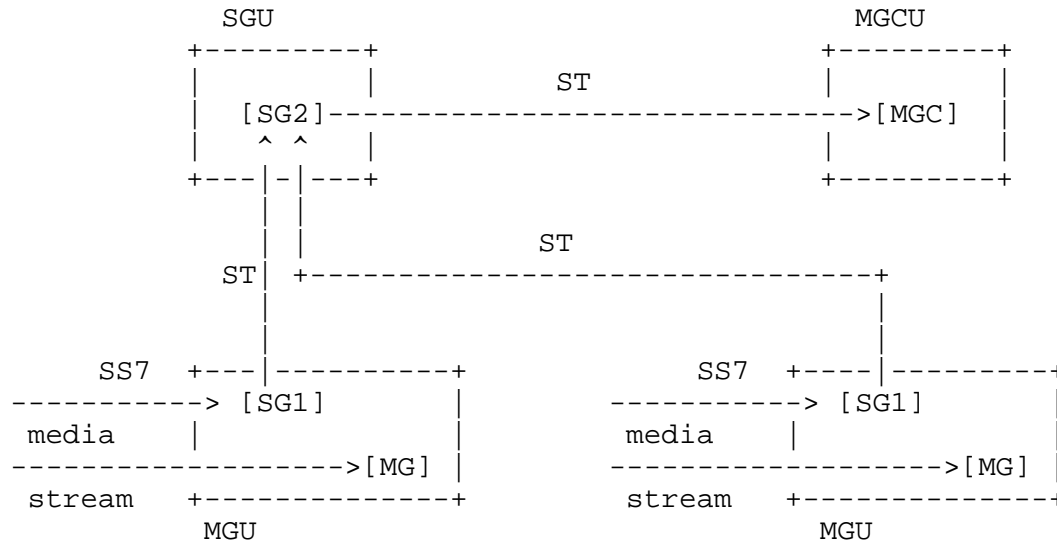 SGU MGCU
ST
[SG2] [MGC]
ST
ST
SS7 SS7
[SG1] [SG1]
media media
[MG] [MG]
stream stream
MGU MGU